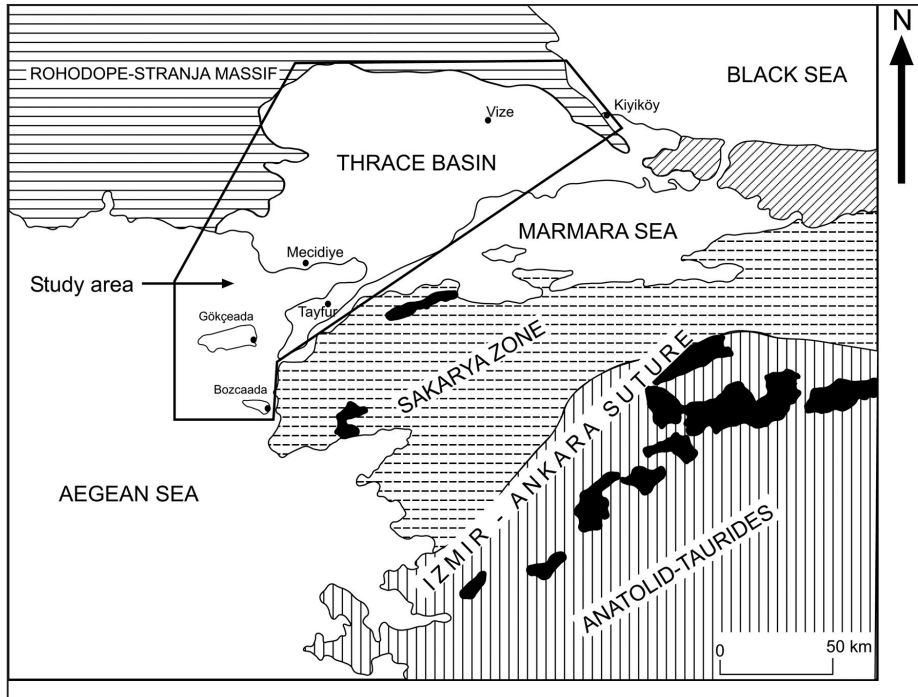 N
ROHODOPE-STRANJA MASSIF
BLACK SEA
Kiyiköy
Vize
THRACE BASIN
MARMARA SEA
Mecidiye
Study area
Tayfur
Gökçeada
SAKARYA ZONE
Bozcaada
IZMIR - ANKARA SUTURE
AEGEAN SEA
ANATOLID-TAURIDES
0 50 km